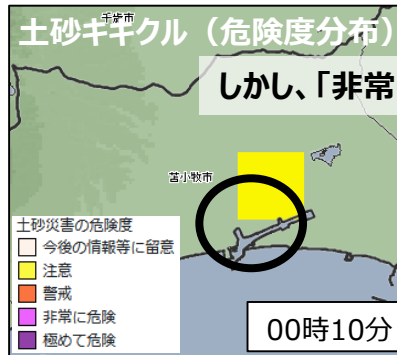 千歩市
土砂キキクル（危険度分布）
しかし、「非常
苫小牧市
土砂災害の危険度
今後の情報等に留意
注意
警戒
非常に危険
極めて危険
00時10分